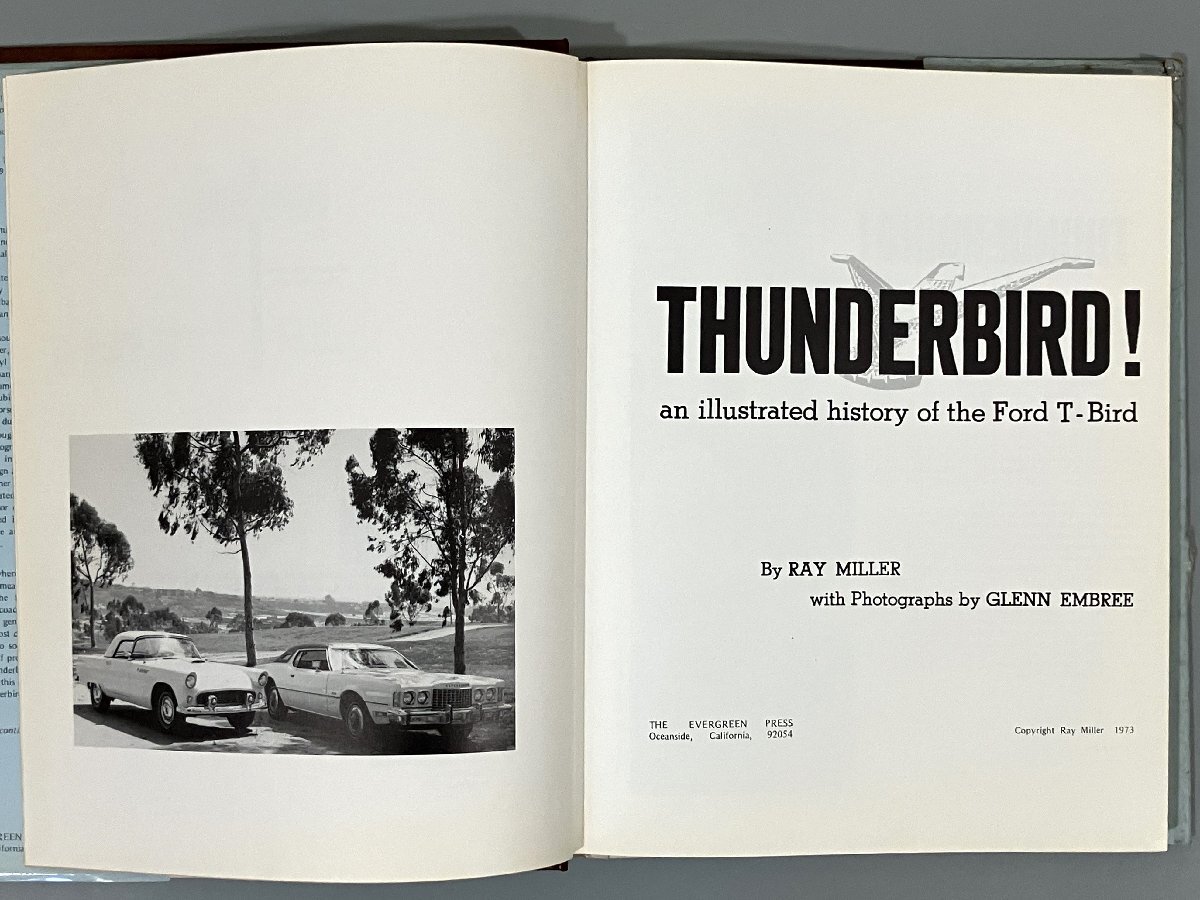 THUNDERBIRD!
an illustrated history of the Ford T-Bird
By RAY MILLER
with Photographs by GLENN EMBREE
THE EVERGREEN PRESS
Oceanside, California, 92054
Copyright Ray Miller 1973